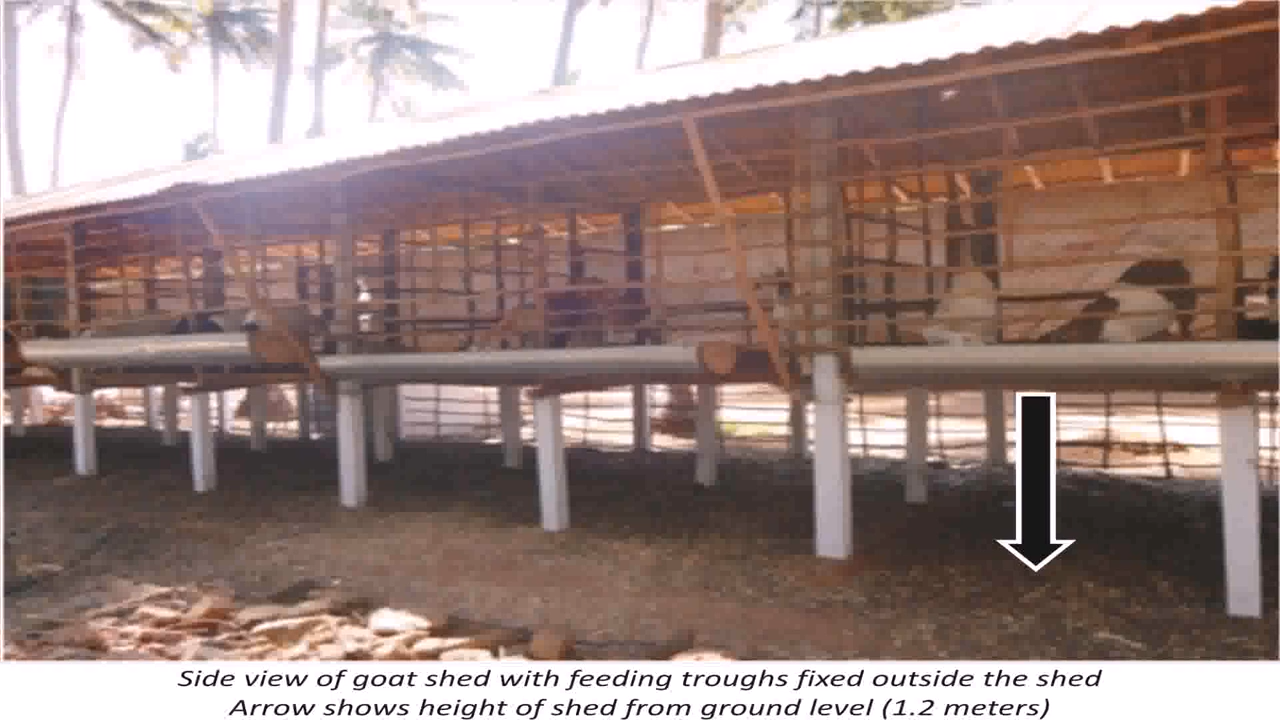 Side view of goat shed with feeding troughs fixed outside the shed
Arrow shows height of shed from ground level (1.2 meters)